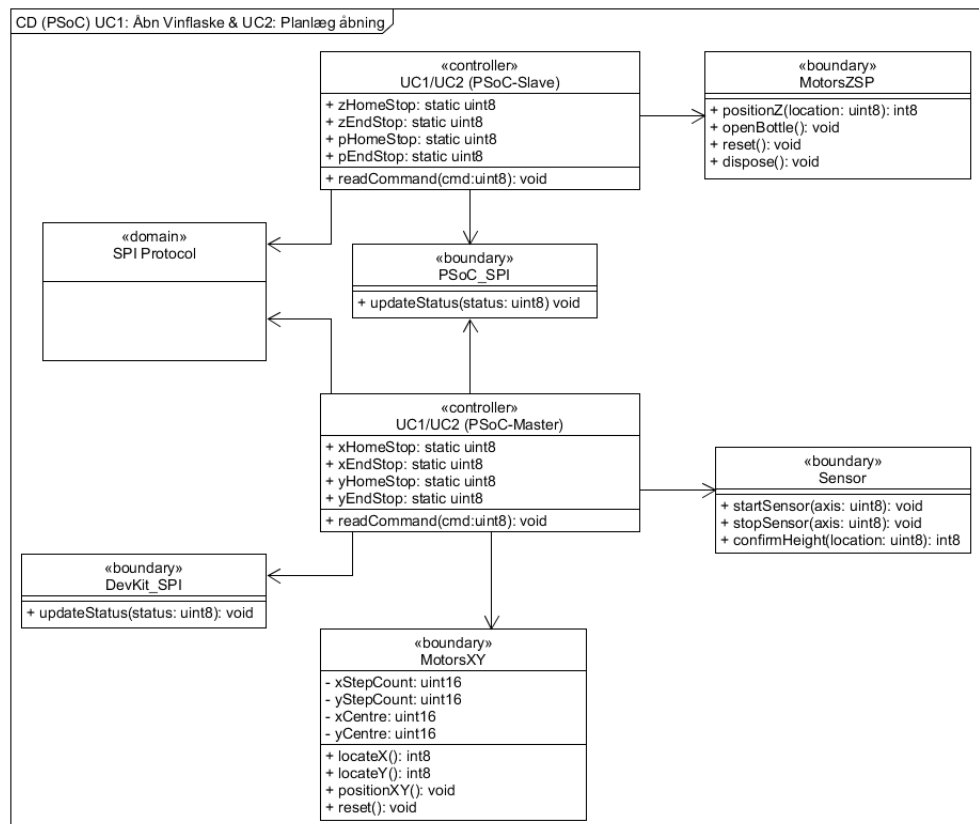 CD (PSoC) UC1: Åbn Vinflaske & UC2: Planlæg åbning
«controller»
UC1/UC2 (PSoC-Slave)
+ zHomeStop: static uint8
+ zEndStop: static uint8
+ pHomeStop: static uint8
+ pEndStop: static uint8
+ readCommand(cmd:uint8): void
«boundary»
MotorsZSP
+ positionZ(location: uint8): int8
+ openBottle(): void
+ reset(): void
+ dispose(): void
«domain»
SPI Protocol
«boundary»
PSoC_SPI
+ updateStatus(status: uint8) void
«controller»
UC1/UC2 (PSoC-Master)
+ xHomeStop: static uint8
+ xEndStop: static uint8
+ yHomeStop: static uint8
+ yEndStop: static uint8
+ readCommand(cmd:uint8): void
«boundary»
Sensor
+ startSensor(axis: uint8): void
+ stopSensor(axis: uint8): void
+ confirmHeight(location: uint8): int8
«boundary»
DevKit_SPI
+ updateStatus(status: uint8): void
«boundary»
MotorsXY
- xStepCount: uint16
- yStepCount: uint16
- xCentre: uint16
- yCentre: uint16
+ locateX(): int8
+ locateY(): int8
+ positionXY(): void
+ reset(): void